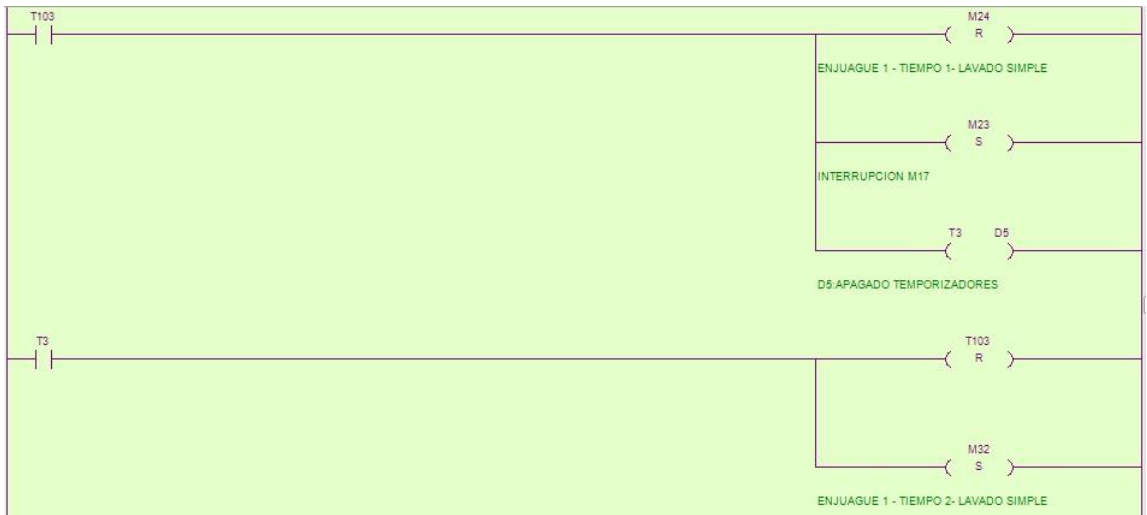 T103
M24
R
ENJUAGUE 1 - TIEMPO 1- LAVADO SIMPLE
M23
S
INTERRUPCION M17
T3 D5
D5:APAGADO TEMPORIZADORES
T3
T103
R
M32
S
ENJUAGUE 1 - TIEMPO 2- LAVADO SIMPLE